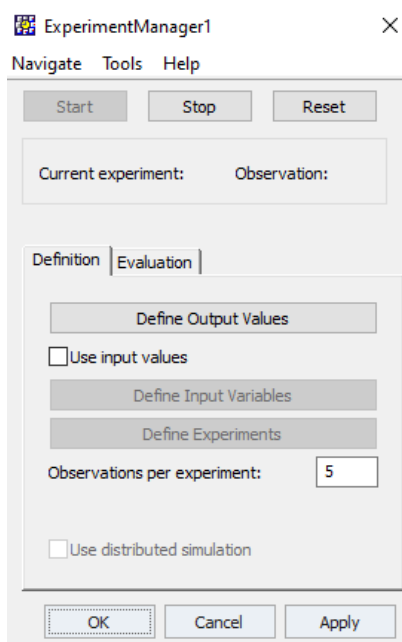 ExperimentManager1
Navigate Tools Help
Start Stop Reset
Current experiment: Observation:
Definition Evaluation
Define Output Values
Use input values
Define Input Variables
Define Experiments
Observations per experiment: 5
Use distributed simulation
OK Cancel Apply